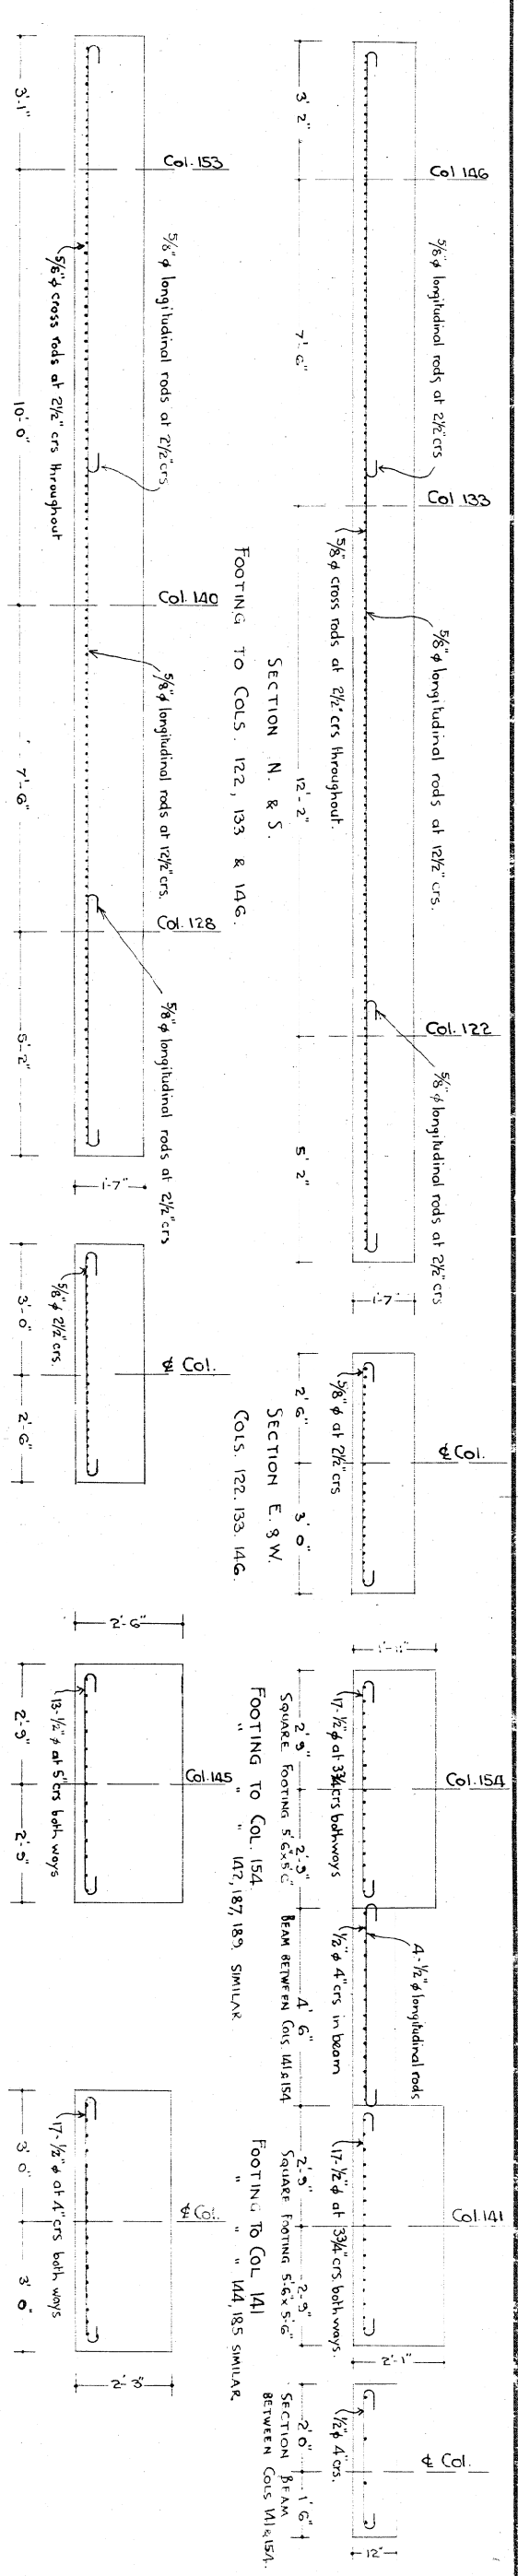 Col 146
Col 133
Col. 122
¢ Col.
Col. 154
Col. 141
¢ Col.
5/8" ϕ longitudinal rods at 2½" crs
5/8" ϕ longitudinal rods at 12½" crs.
5/8" ϕ longitudinal rods at 2½" crs
4-½" ϕ longitudinal rods
5/8" ϕ cross rods at 2½" crs throughout.
1'-7"
5/8" ϕ at 2½" crs
17-½" ϕ at 3¾" crs both ways
½" ϕ 4" crs in beam
17-½" ϕ at 3¾" crs. both ways.
2'-1"
½" ϕ 4" crs.
12"
3' 2"
7'-6"
12'-2"
5' 2"
2' 6"
3' 0"
2'-9"
2'-9"
4' 6"
2'-9"
2'-9"
2' 0"
1' 6"
SECTION N. & S.
FOOTING TO COLS. 122, 133 & 146.
SECTION E. & W.
COLS. 122. 133. 146.
SQUARE FOOTING 5'6" x 5'6"
FOOTING TO COL. 154
" " " 142, 187, 189 SIMILAR
BEAM BETWEEN COLS. 141 & 154
SQUARE FOOTING 5'-6" x 5'-6"
FOOTING TO COL 141
" " " 144, 185 SIMILAR
SECTION BEAM
BETWEEN COLS 141 & 154.
Col. 153
Col. 140
Col. 128
¢ Col.
Col. 145
¢ Col.
5/8" ϕ longitudinal rods at 2½" crs
5/8" ϕ longitudinal rods at 12½" crs.
5/8" ϕ longitudinal rods at 2½" crs
5/8" ϕ cross rods at 2½" crs throughout
1'-7"
5/8" ϕ 2½" crs.
2'-6"
13-½" ϕ at 5" crs both ways
17-½" ϕ at 4" crs both ways
2'-3"
3'.1"
10'-0"
7'-6"
5'-2"
3'-0"
2'-6"
2'-9"
2'-9"
3' 0"
3' 0"